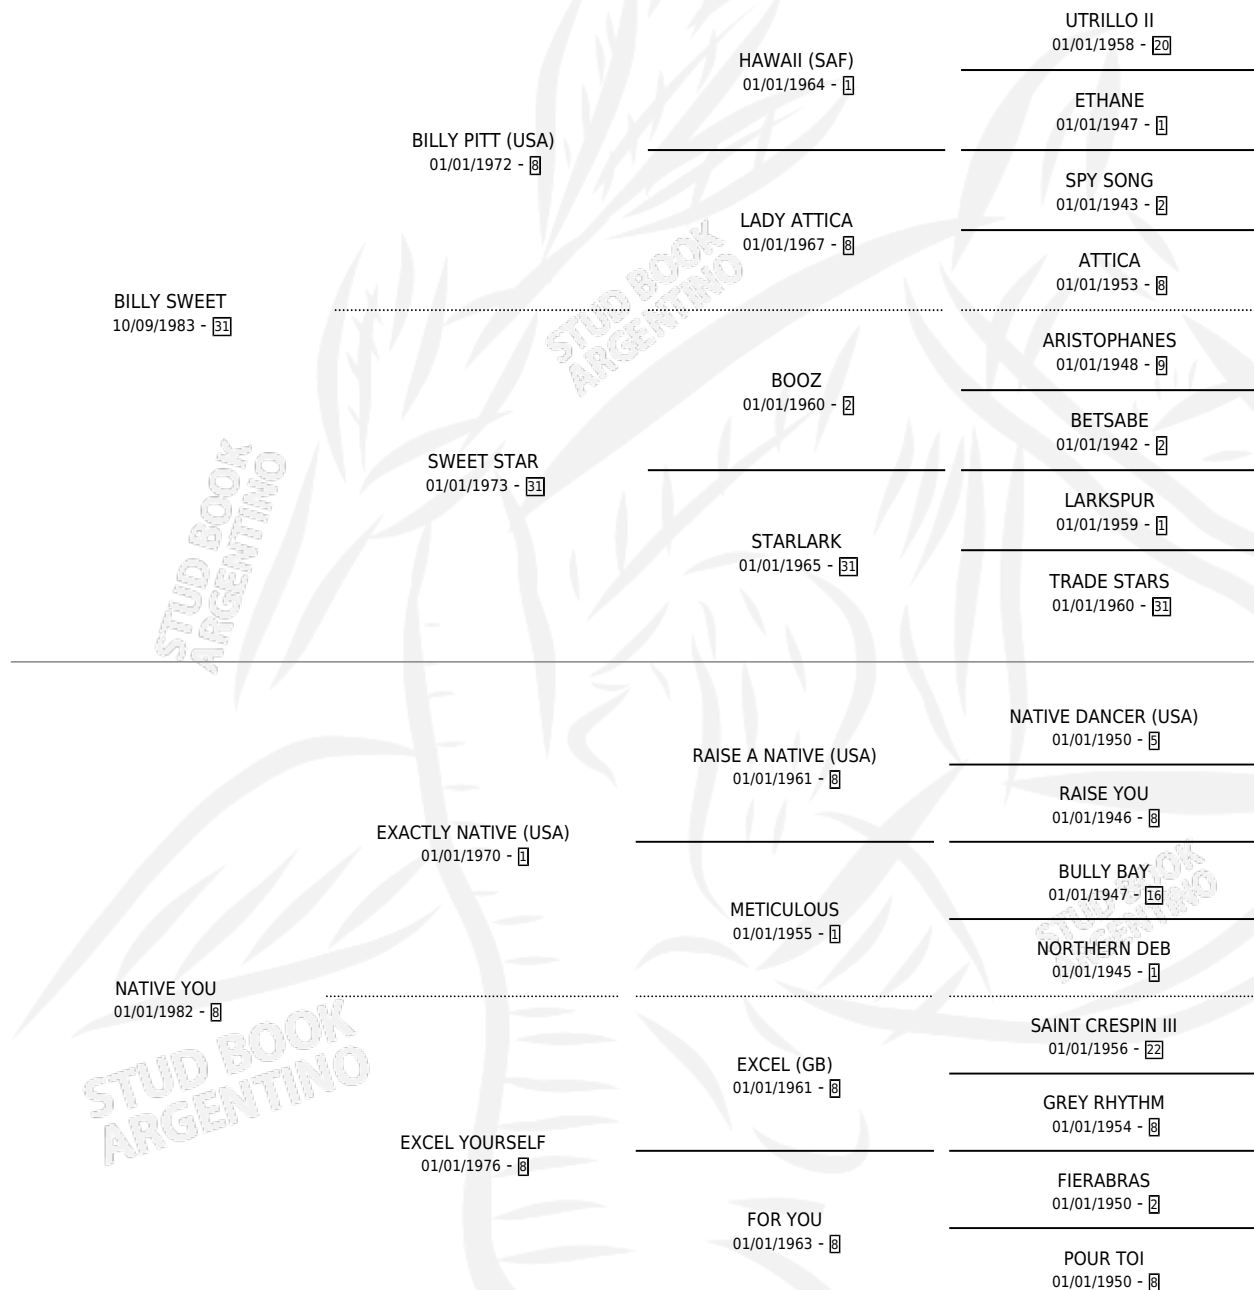 UTRILLO II
01/01/1958 - 20
HAWAII (SAF)
01/01/1964 - 1
ETHANE
01/01/1947 - 1
BILLY PITT (USA)
01/01/1972 - 8
SPY SONG
01/01/1943 - 2
LADY ATTICA
01/01/1967 - 8
ATTICA
01/01/1953 - 8
BILLY SWEET
10/09/1983 - 31
STUD BOOK
ARGENTINO
ARISTOPHANES
01/01/1948 - 9
BOOZ
01/01/1960 - 2
BETSABE
01/01/1942 - 2
SWEET STAR
01/01/1973 - 31
LARKSPUR
01/01/1959 - 1
STARLARK
01/01/1965 - 31
TRADE STARS
01/01/1960 - 31
STUD BOOK
ARGENTINO
NATIVE DANCER (USA)
01/01/1950 - 5
RAISE A NATIVE (USA)
01/01/1961 - 8
RAISE YOU
01/01/1946 - 8
EXACTLY NATIVE (USA)
01/01/1970 - 1
BULLY BAY
01/01/1947 - 16
METICULOUS
01/01/1955 - 1
STUD BOOK
ARGENTINO
NORTHERN DEB
01/01/1945 - 1
NATIVE YOU
01/01/1982 - 8
SAINT CRESPIN III
01/01/1956 - 22
EXCEL (GB)
01/01/1961 - 8
STUD BOOK
ARGENTINO
GREY RHYTHM
01/01/1954 - 8
EXCEL YOURSELF
01/01/1976 - 8
FIERABRAS
01/01/1950 - 2
FOR YOU
01/01/1963 - 8
POUR TOI
01/01/1950 - 8